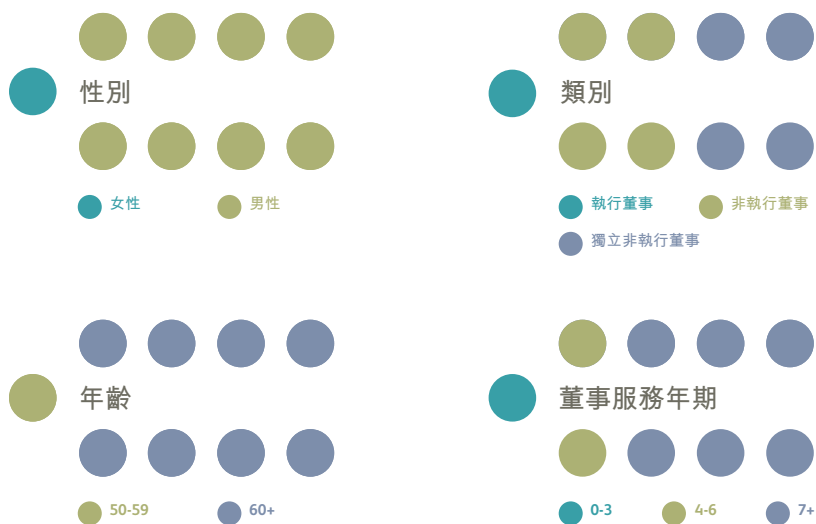 性別
女性
男性
類別
執行董事
非執行董事
獨立非執行董事
年齡
50-59
60+
董事服務年期
0-3
4-6
7+